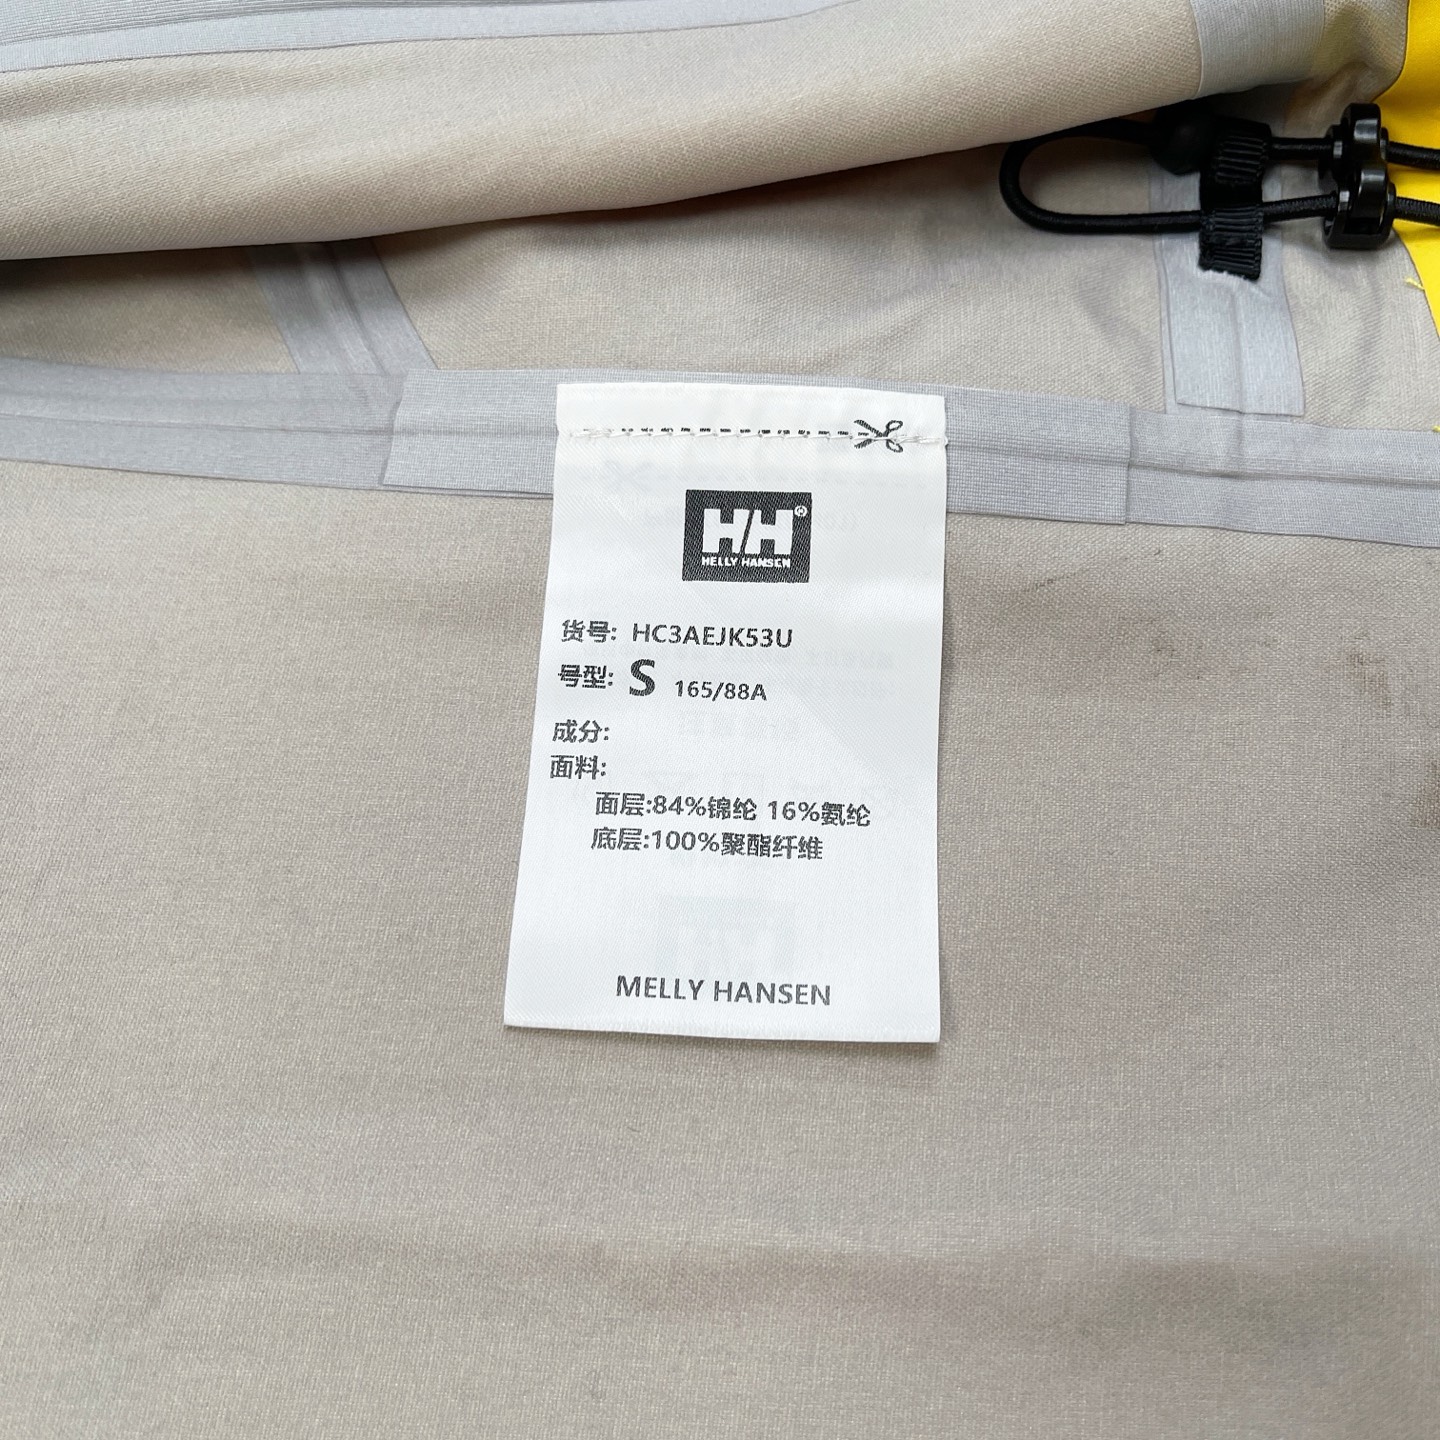 HH®
HELLY HANSEN
货号: HC3AEJK53U
号型: S 165/88A
成分:
面料:
面层:84%锦纶 16%氨纶
底层:100%聚酯纤维
MELLY HANSEN